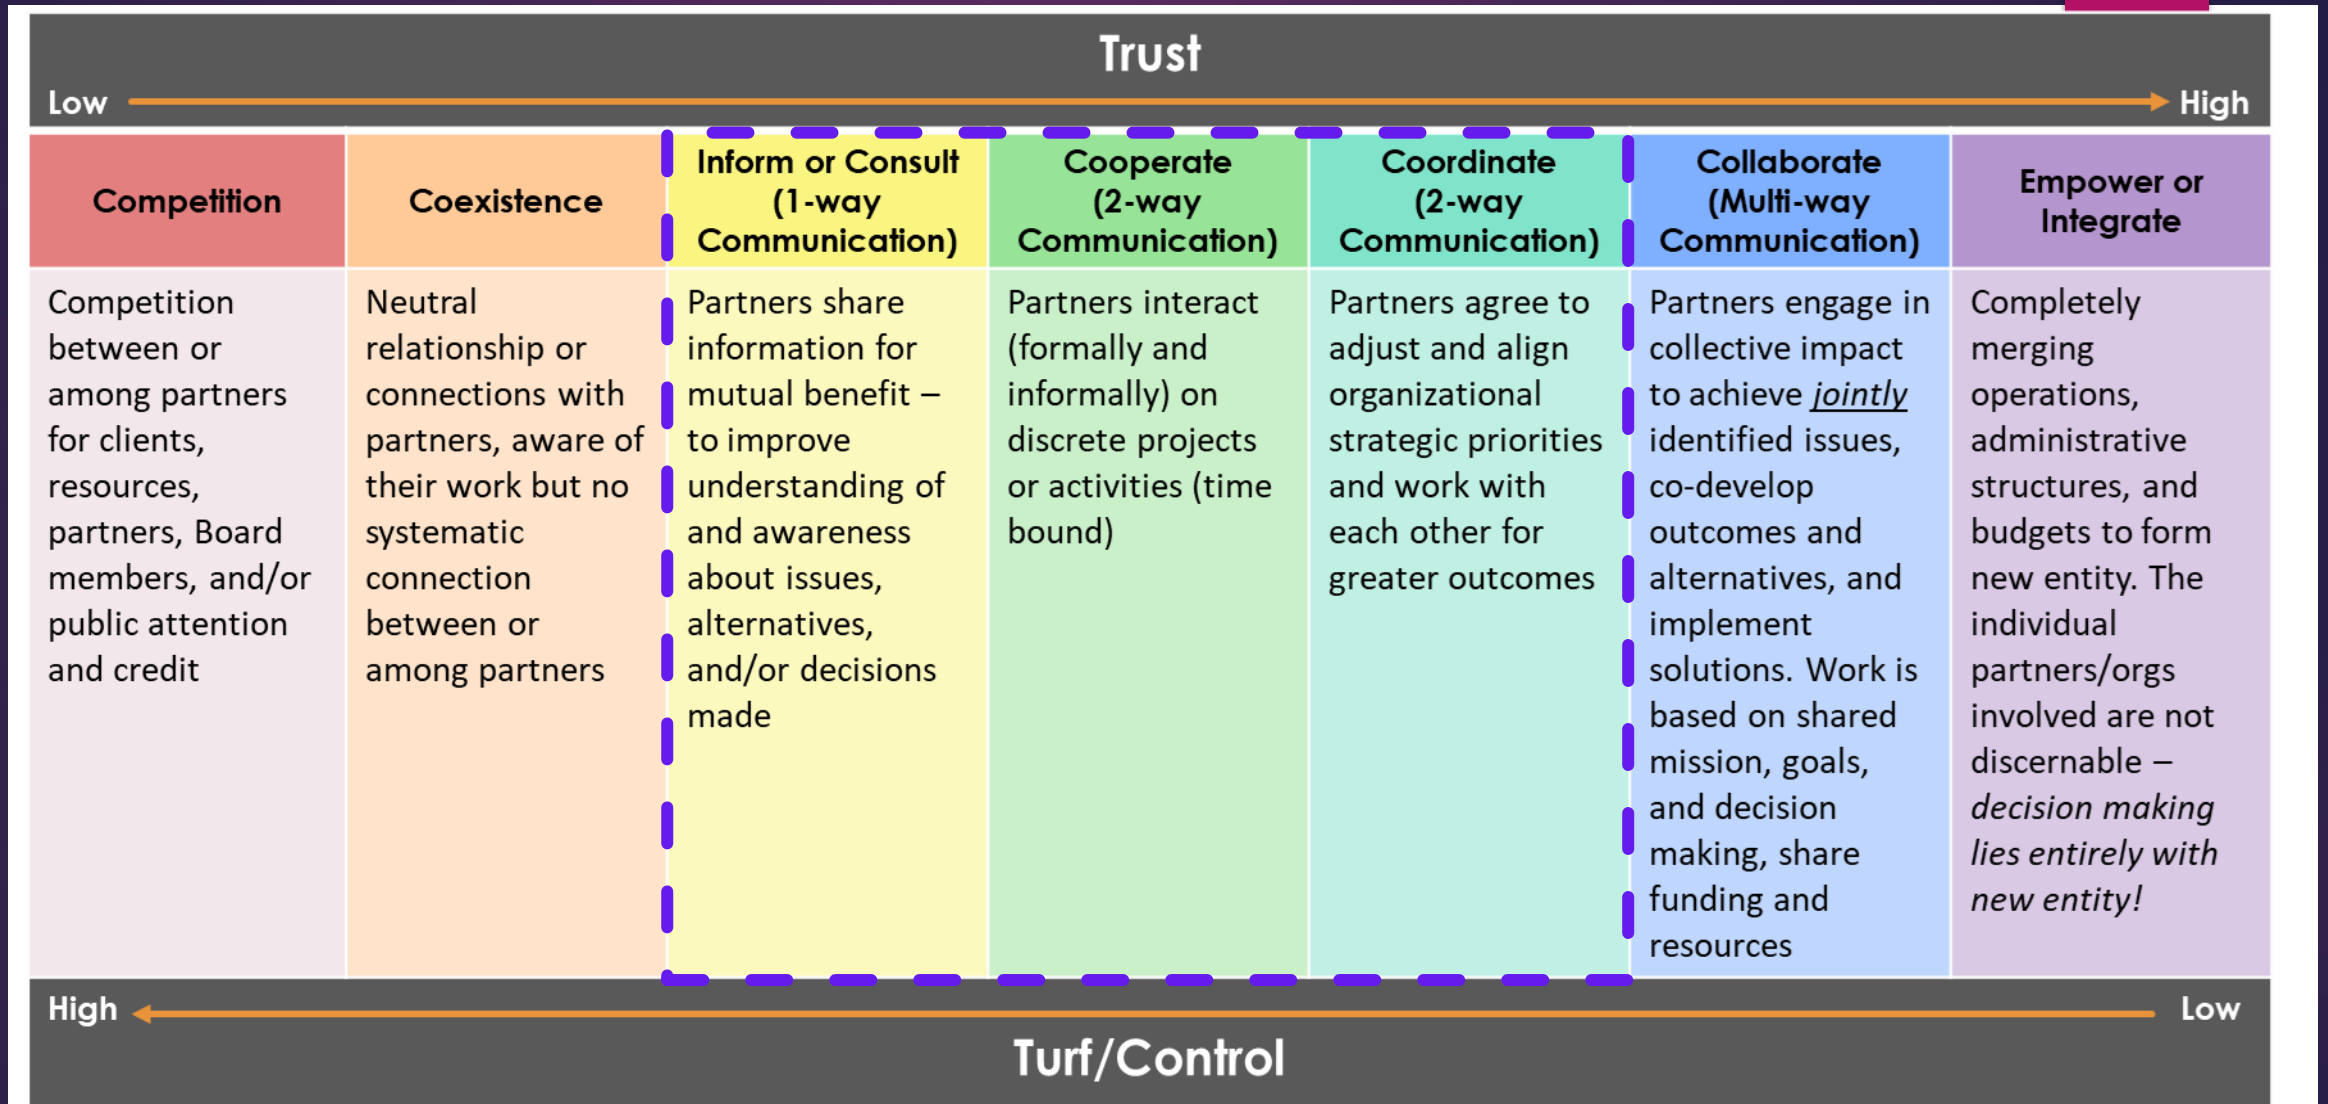 Trust
Low
High
Competition
Coexistence
Inform or Consult
(1-way
Communication)
Cooperate
(2-way
Communication)
Coordinate
(2-way
Communication)
Collaborate
(Multi-way
Communication)
Empower or
Integrate
Competition
between or
among partners
for clients,
resources,
partners, Board
members, and/or
public attention
and credit
Neutral
relationship or
connections with
partners, aware of
their work but no
systematic
connection
between or
among partners
Partners share
information for
mutual benefit –
to improve
understanding of
and awareness
about issues,
alternatives,
and/or decisions
made
Partners interact
(formally and
informally) on
discrete projects
or activities (time
bound)
Partners agree to
adjust and align
organizational
strategic priorities
and work with
each other for
greater outcomes
Partners engage in
collective impact
to achieve jointly
identified issues,
co-develop
outcomes and
alternatives, and
implement
solutions. Work is
based on shared
mission, goals,
and decision
making, share
funding and
resources
Completely
merging
operations,
administrative
structures, and
budgets to form
new entity. The
individual
partners/orgs
involved are not
discernable –
decision making
lies entirely with
new entity!
High
Low
Turf/Control